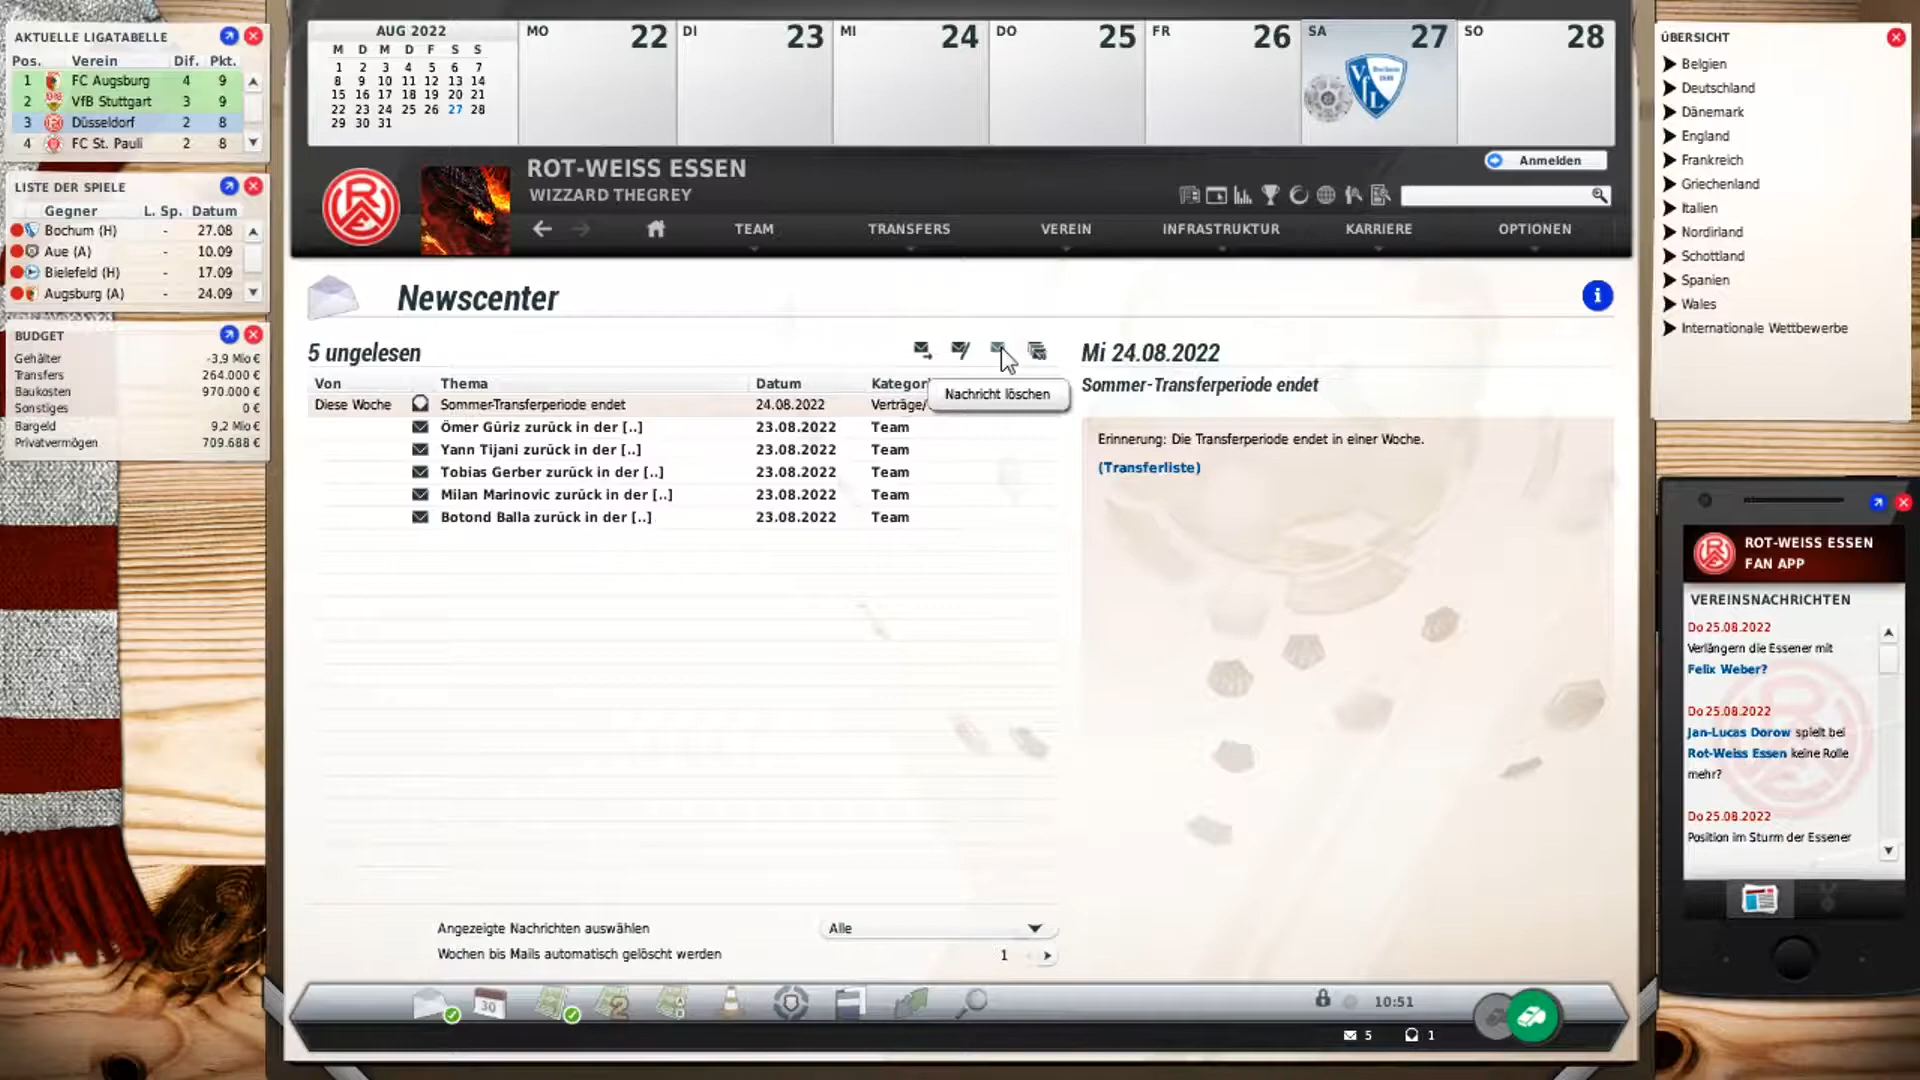 AKTUELLE LIGATABELLE
Pos. Verein Dif. Pkt.
1 FC Augsburg 4 9
2 VfB Stuttgart 3 9
3 Düsseldorf 2 8
4 FC St. Pauli 2 8
LISTE DER SPIELE
Gegner L. Sp. Datum
Bochum (H) - 27.08
Aue (A) - 10.09
Bielefeld (H) - 17.09
Augsburg (A) - 24.09
BUDGET
Gehälter -3,9 Mio €
Transfers 264.000 €
Baukosten 970.000 €
Sonstiges 0 €
Bargeld 9,2 Mio €
Privatvermögen 709.688 €
AUG 2022
M D M D F S S
1 2 3 4 5 6 7
8 9 10 11 12 13 14
15 16 17 18 19 20 21
22 23 24 25 26 27 28
29 30 31
MO 22
DI 23
MI 24
DO 25
FR 26
SA 27
SO 28
VfL
ROT-WEISS ESSEN
WIZZARD THEGREY
Anmelden
TEAM TRANSFERS VEREIN INFRASTRUKTUR KARRIERE OPTIONEN
Newscenter
5 ungelesen
Von Thema Datum Kategor
Nachricht löschen
Diese Woche Sommer-Transferperiode endet 24.08.2022 Verträge/
Ömer Güriz zurück in der [..] 23.08.2022 Team
Yann Tijani zurück in der [..] 23.08.2022 Team
Tobias Gerber zurück in der [..] 23.08.2022 Team
Milan Marinovic zurück in der [..] 23.08.2022 Team
Botond Balla zurück in der [..] 23.08.2022 Team
Angezeigte Nachrichten auswählen Alle
Wochen bis Mails automatisch gelöscht werden 1
Mi 24.08.2022
Sommer-Transferperiode endet
Erinnerung: Die Transferperiode endet in einer Woche.
(Transferliste)
30
10:51
5 1
ÜBERSICHT
Belgien
Deutschland
Dänemark
England
Frankreich
Griechenland
Italien
Nordirland
Schottland
Spanien
Wales
Internationale Wettbewerbe
ROT-WEISS ESSEN
FAN APP
VEREINSNACHRICHTEN
Do 25.08.2022
Verlängern die Essener mit
Felix Weber?
Do 25.08.2022
Jan-Lucas Dorow spielt bei
Rot-Weiss Essen keine Rolle
mehr?
Do 25.08.2022
Position im Sturm der Essener